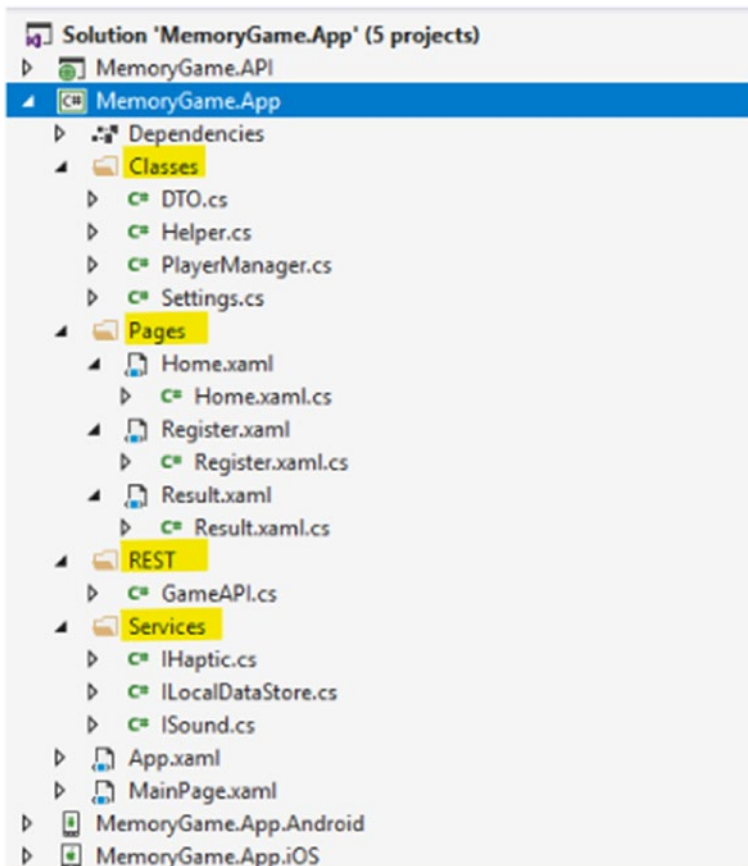 Solution 'MemoryGame.App' (5 projects)
MemoryGame.API
C# MemoryGame.App
Dependencies
Classes
C# DTO.cs
C# Helper.cs
C# PlayerManager.cs
C# Settings.cs
Pages
Home.xaml
C# Home.xaml.cs
Register.xaml
C# Register.xaml.cs
Result.xaml
C# Result.xaml.cs
REST
C# GameAPI.cs
Services
C# IHaptic.cs
C# ILocalDataStore.cs
C# ISound.cs
App.xaml
MainPage.xaml
MemoryGame.App.Android
MemoryGame.App.iOS